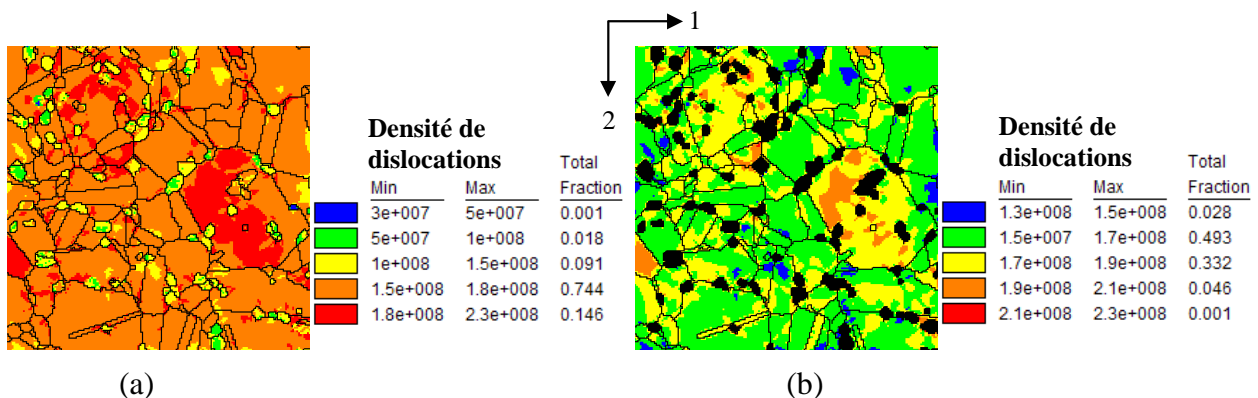 1
2
Densité de
dislocations Total
Min Max Fraction
3e+007 5e+007 0.001
5e+007 1e+008 0.018
1e+008 1.5e+008 0.091
1.5e+008 1.8e+008 0.744
1.8e+008 2.3e+008 0.146
(a)
Densité de
dislocations Total
Min Max Fraction
1.3e+008 1.5e+008 0.028
1.5e+007 1.7e+008 0.493
1.7e+008 1.9e+008 0.332
1.9e+008 2.1e+008 0.046
2.1e+008 2.3e+008 0.001
(b)